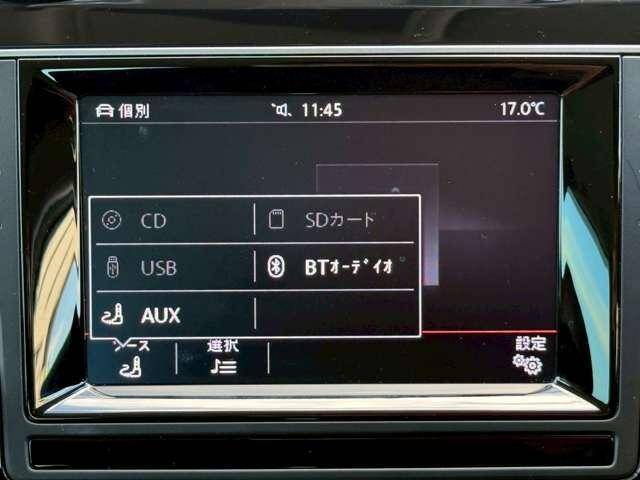 個別 11:45 17.0℃
CD SDカード
USB BTｵｰﾃﾞｲｵ
AUX
ソース 選択 設定